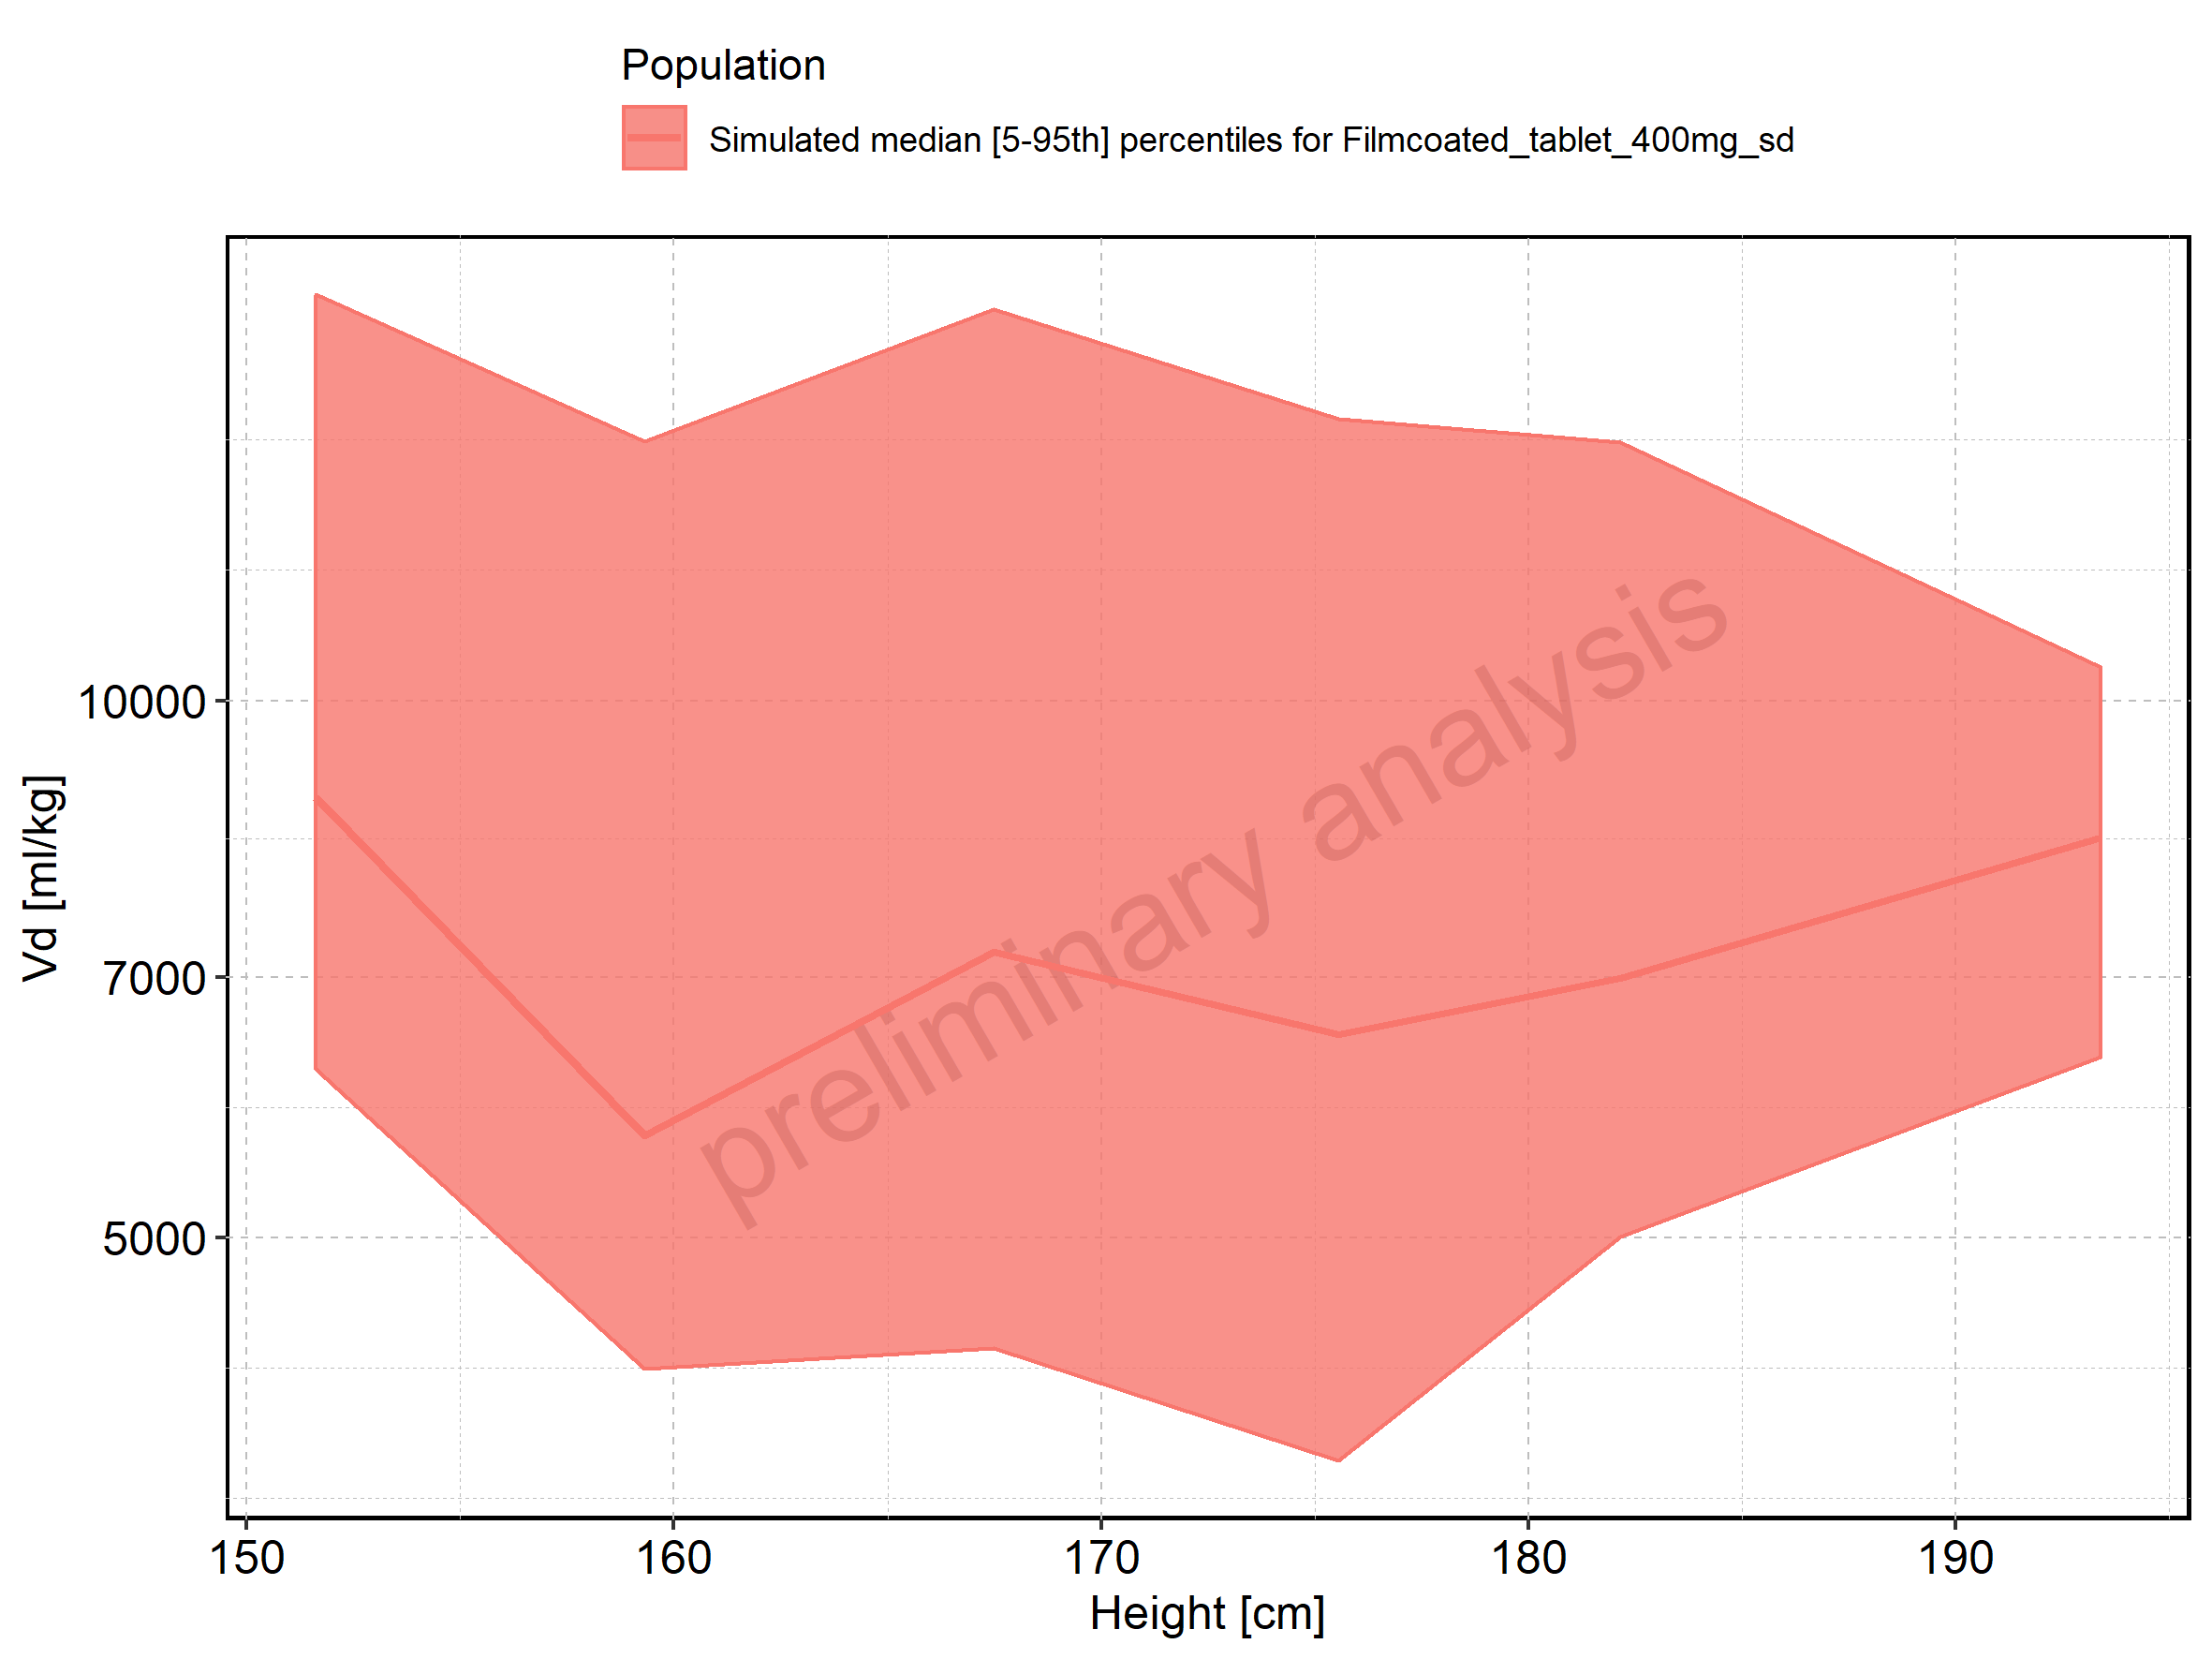 Population
Simulated median [5-95th] percentiles for Filmcoated_tablet_400mg_sd
10000
7000
5000
Vd [ml/kg]
preliminary analysis
150 160 170 180 190
Height [cm]